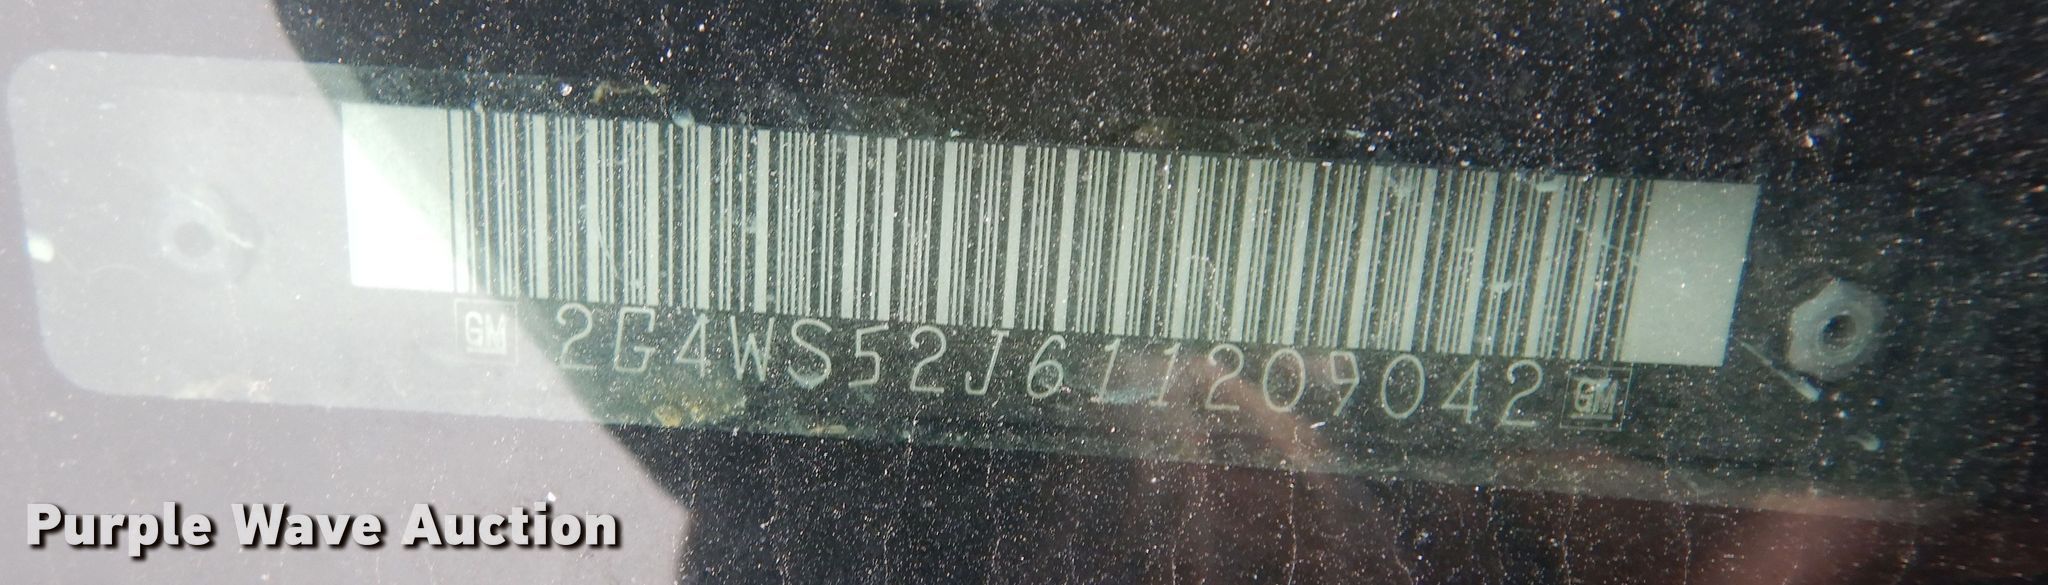 GM 2G4WS52J611209042 GM
Purple Wave Auction